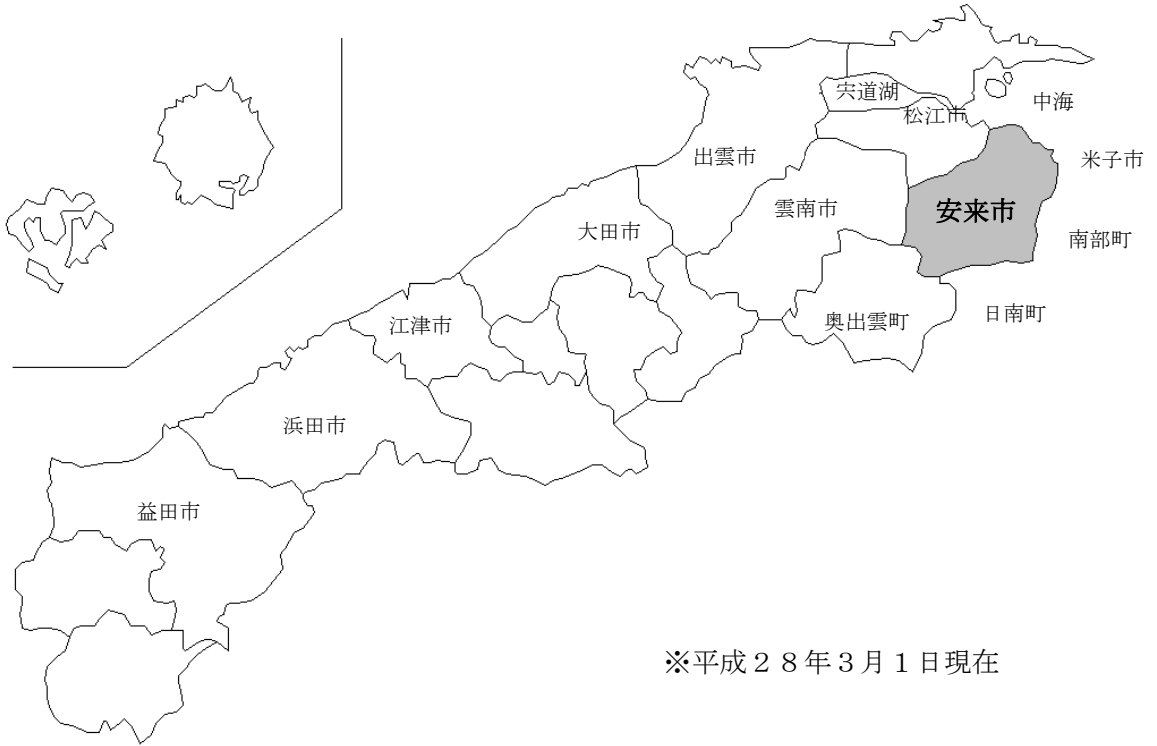 宍道湖
中海
松江市
出雲市
米子市
雲南市
安来市
大田市
南部町
日南町
奥出雲町
江津市
浜田市
益田市
※平成２８年３月１日現在